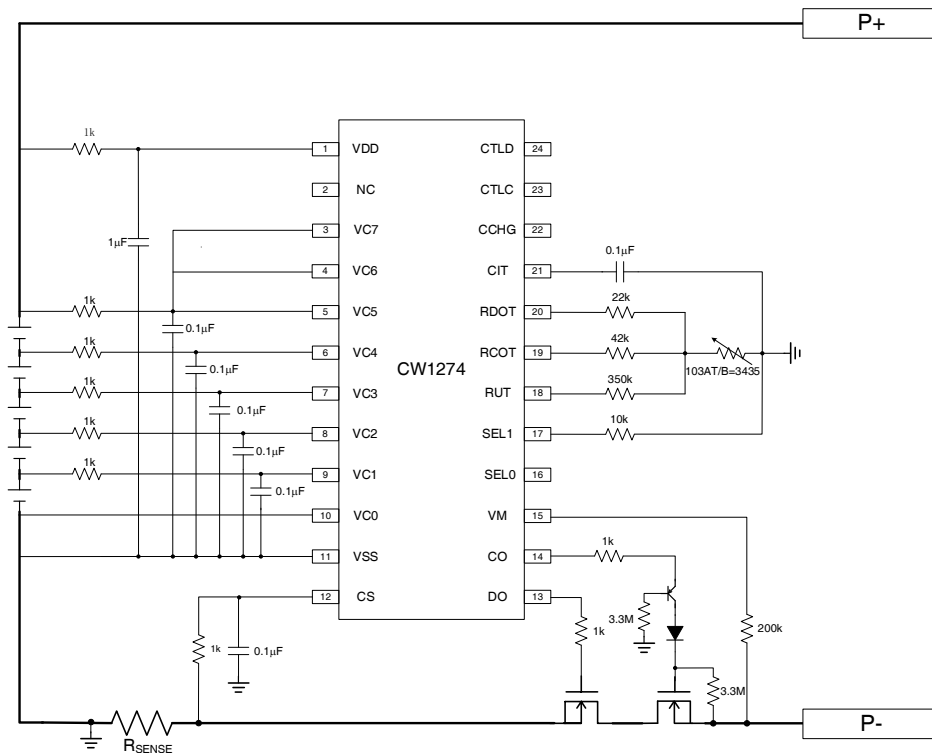 P+
1k
1 VDD CTLD 24
2 NC CTLC 23
3 VC7 CCHG 22
1μF
4 VC6 CIT 21
0.1μF
1k
5 VC5 RDOT 20
22k
0.1μF
1k
6 VC4 RCOT 19
42k
0.1μF
CW1274
103AT/B=3435
1k
7 VC3 RUT 18
350k
0.1μF
1k
8 VC2 SEL1 17
10k
0.1μF
1k
9 VC1 SEL0 16
0.1μF
10 VC0 VM 15
11 VSS CO 14
1k
12 CS DO 13
3.3M
1k
200k
1k
0.1μF
3.3M
P-
RSENSE